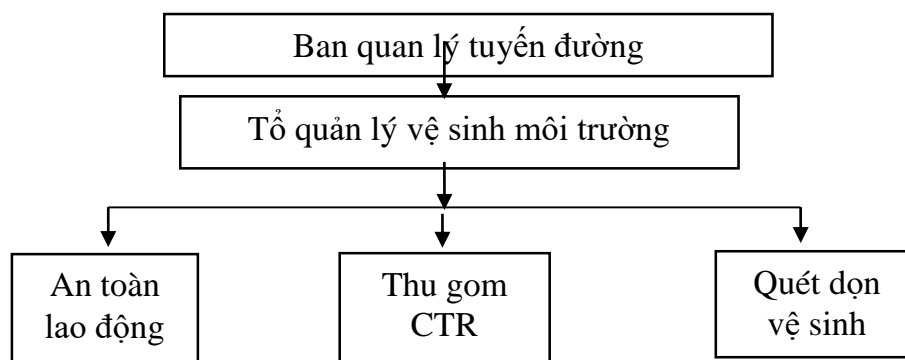 Ban quan lý tuyến đường
Tổ quản lý vệ sinh môi trường
An toàn
lao động
Thu gom
CTR
Quét dọn
vệ sinh